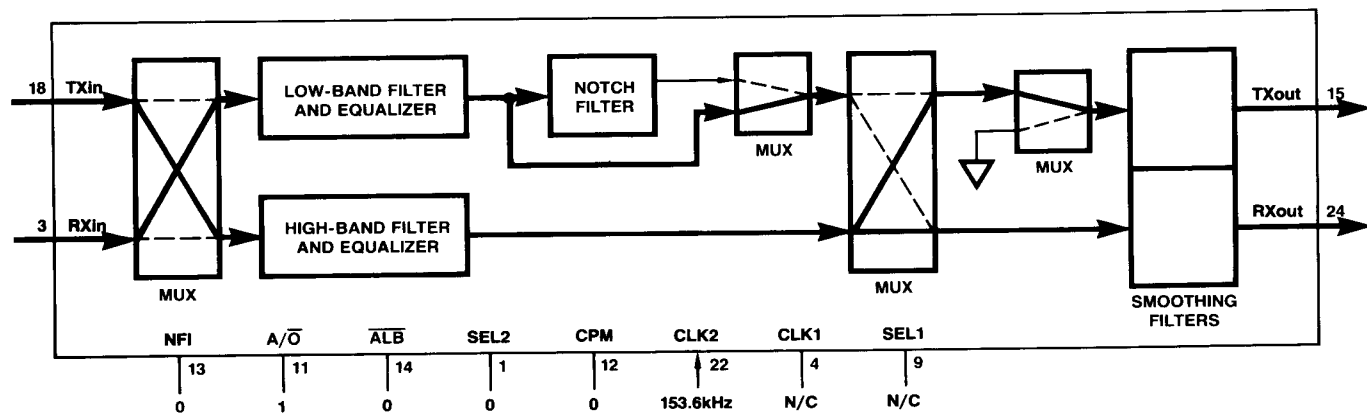 18 TXin
LOW-BAND FILTER
AND EQUALIZER
NOTCH
FILTER
MUX
MUX
TXout 15
3 RXin
HIGH-BAND FILTER
AND EQUALIZER
RXout 24
MUX
MUX
SMOOTHING
FILTERS
NFI A/O̅ A̅L̅B̅ SEL2 CPM CLK2 CLK1 SEL1
13 11 14 1 12 22 4 9
0 1 0 0 0 153.6kHz N/C N/C